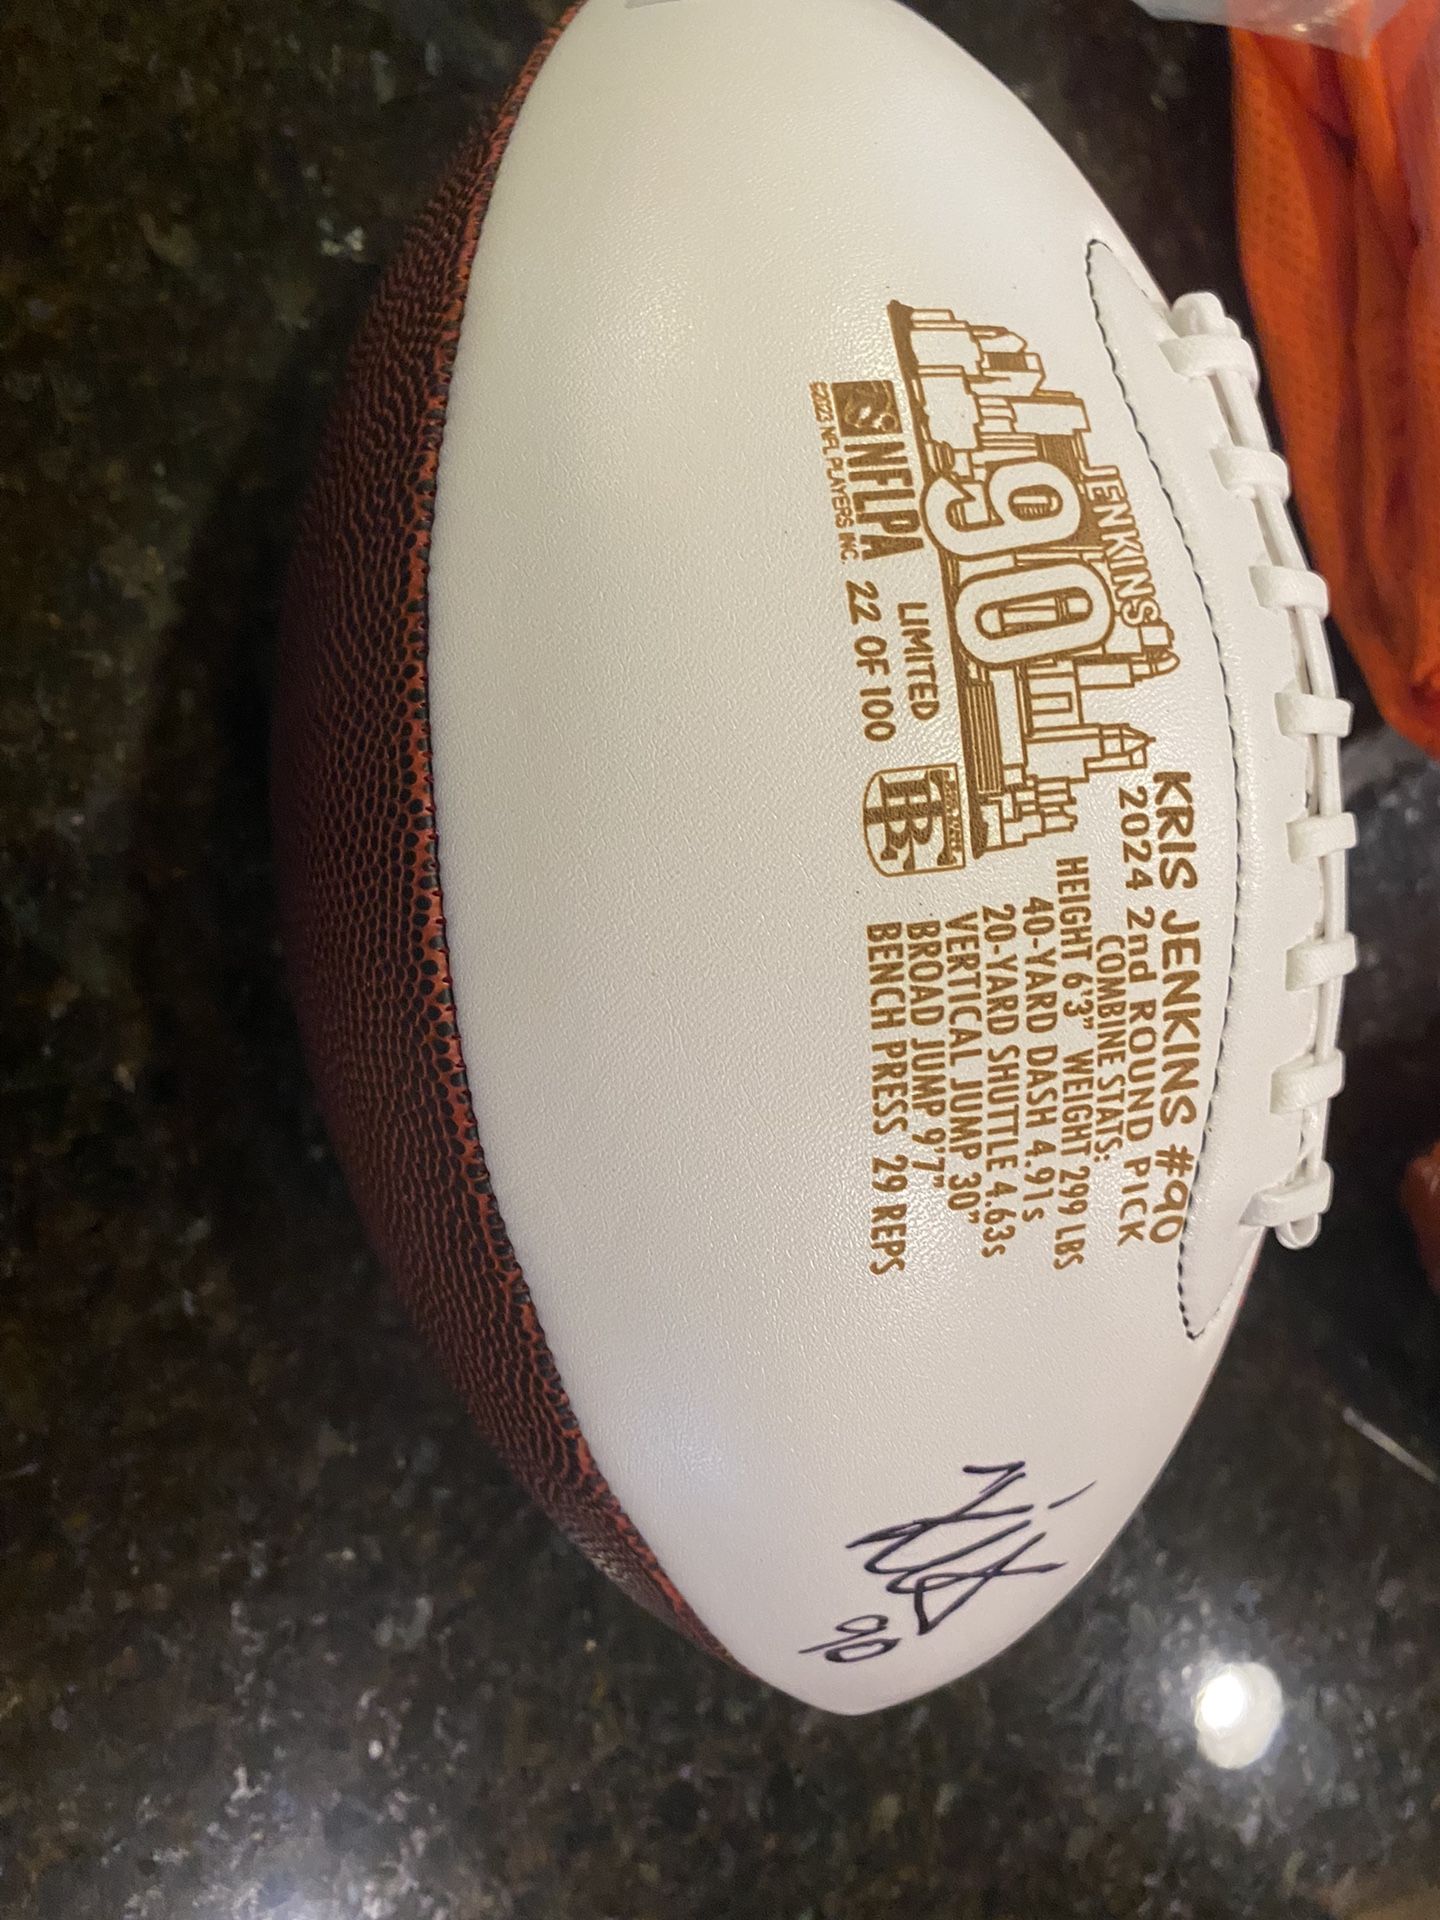 JENKINS
90
NFLPA
©2023 NFL PLAYERS INC.
LIMITED
22 OF 100
KRIS JENKINS #90
2024 2nd ROUND PICK
COMBINE STATS:
HEIGHT 6'3" WEIGHT 299 LBS
40-YARD DASH 4.91s
20-YARD SHUTTLE 4.63s
VERTICAL JUMP 30"
BROAD JUMP 9'7"
BENCH PRESS 29 REPS
90